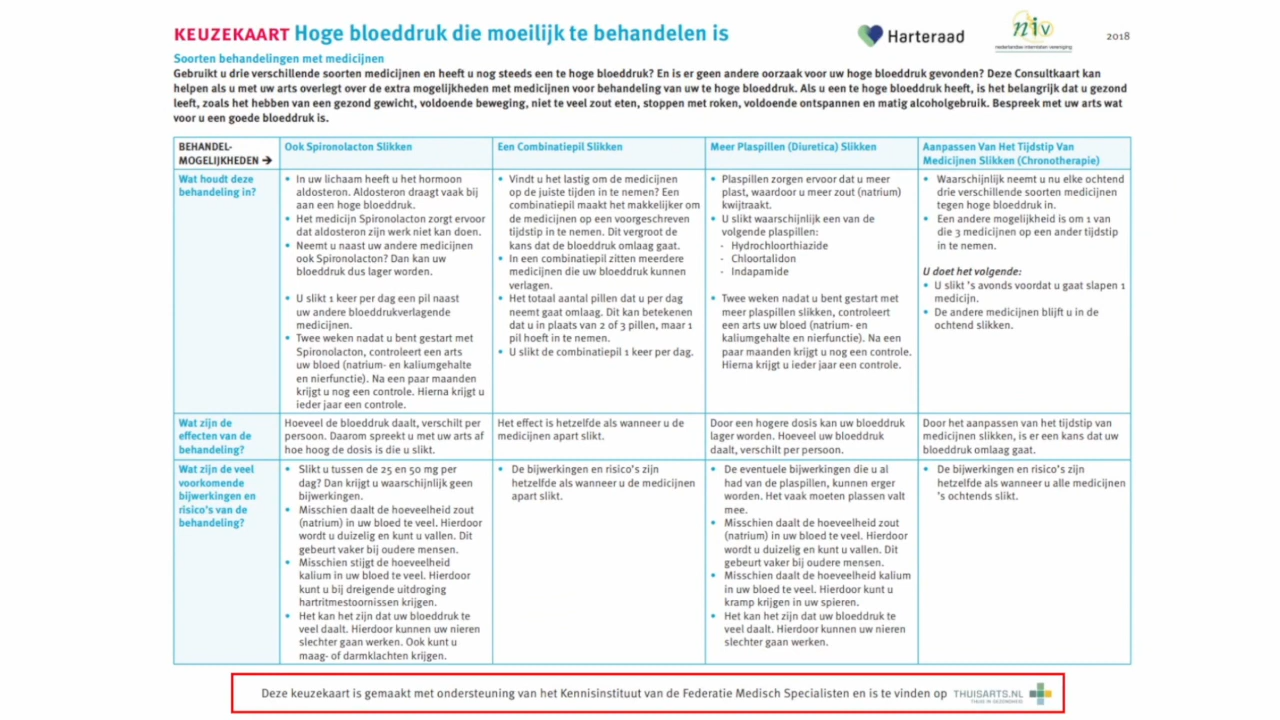 KEUZEKAART Hoge bloeddruk die moeilijk te behandelen is
Harteraad
niv
nederlandse internisten vereniging
2018
Soorten behandelingen met medicijnen
Gebruikt u drie verschillende soorten medicijnen en heeft u nog steeds een te hoge bloeddruk? En is er geen andere oorzaak voor uw hoge bloeddruk gevonden? Deze Consultkaart kan
helpen als u met uw arts overlegt over de extra mogelijkheden met medicijnen voor behandeling van uw te hoge bloeddruk. Als u een te hoge bloeddruk heeft, is het belangrijk dat u gezond
leeft, zoals het hebben van een gezond gewicht, voldoende beweging, niet te veel zout eten, stoppen met roken, voldoende ontspannen en matig alcoholgebruik. Bespreek met uw arts wat
voor u een goede bloeddruk is.
BEHANDEL-
MOGELIJKHEDEN →
Ook Spironolacton Slikken
Een Combinatiepil Slikken
Meer Plaspillen (Diuretica) Slikken
Aanpassen Van Het Tijdstip Van
Medicijnen Slikken (Chronotherapie)
Wat houdt deze
behandeling in?
• In uw lichaam heeft u het hormoon
aldosteron. Aldosteron draagt vaak bij
aan een hoge bloeddruk.
• Het medicijn Spironolacton zorgt ervoor
dat aldosteron zijn werk niet kan doen.
• Neemt u naast uw andere medicijnen
ook Spironolacton? Dan kan uw
bloeddruk dus lager worden.
• U slikt 1 keer per dag een pil naast
uw andere bloeddrukverlagende
medicijnen.
• Twee weken nadat u bent gestart met
Spironolacton, controleert een arts
uw bloed (natrium- en kaliumgehalte
en nierfunctie). Na een paar maanden
krijgt u nog een controle. Hierna krijgt u
ieder jaar een controle.
• Vindt u het lastig om de medicijnen
op de juiste tijden in te nemen? Een
combinatiepil maakt het makkelijker om
de medicijnen op een voorgeschreven
tijdstip in te nemen. Dit vergroot de
kans dat de bloeddruk omlaag gaat.
• In een combinatiepil zitten meerdere
medicijnen die uw bloeddruk kunnen
verlagen.
• Het totaal aantal pillen dat u per dag
neemt gaat omlaag. Dit kan betekenen
dat u in plaats van 2 of 3 pillen, maar 1
pil hoeft in te nemen.
• U slikt de combinatiepil 1 keer per dag.
• Plaspillen zorgen ervoor dat u meer
plast, waardoor u meer zout (natrium)
kwijtraakt.
• U slikt waarschijnlijk een van de
volgende plaspillen:
- Hydrochloorthiazide
- Chloortalidon
- Indapamide
• Twee weken nadat u bent gestart met
meer plaspillen slikken, controleert
een arts uw bloed (natrium- en
kaliumgehalte en nierfunctie). Na een
paar maanden krijgt u nog een controle.
Hierna krijgt u ieder jaar een controle.
• Waarschijnlijk neemt u nu elke ochtend
drie verschillende soorten medicijnen
tegen hoge bloeddruk in.
• Een andere mogelijkheid is om 1 van
die 3 medicijnen op een ander tijdstip
in te nemen.
U doet het volgende:
• U slikt 's avonds voordat u gaat slapen 1
medicijn.
• De andere medicijnen blijft u in de
ochtend slikken.
Wat zijn de
effecten van de
behandeling?
Hoeveel de bloeddruk daalt, verschilt per
persoon. Daarom spreekt u met uw arts af
hoe hoog de dosis is die u slikt.
Het effect is hetzelfde als wanneer u de
medicijnen apart slikt.
Door een hogere dosis kan uw bloeddruk
lager worden. Hoeveel uw bloeddruk
daalt, verschilt per persoon.
Door het aanpassen van het tijdstip van
medicijnen slikken, is er een kans dat uw
bloeddruk omlaag gaat.
Wat zijn de veel
voorkomende
bijwerkingen en
risico's van de
behandeling?
• Slikt u tussen de 25 en 50 mg per
dag? Dan krijgt u waarschijnlijk geen
bijwerkingen.
• Misschien daalt de hoeveelheid zout
(natrium) in uw bloed te veel. Hierdoor
wordt u duizelig en kunt u vallen. Dit
gebeurt vaker bij oudere mensen.
• Misschien stijgt de hoeveelheid
kalium in uw bloed te veel. Hierdoor
kunt u bij dreigende uitdroging
hartritmestoornissen krijgen.
• Het kan het zijn dat uw bloeddruk te
veel daalt. Hierdoor kunnen uw nieren
slechter gaan werken. Ook kunt u
maag- of darmklachten krijgen.
• De bijwerkingen en risico's zijn
hetzelfde als wanneer u de medicijnen
apart slikt.
• De eventuele bijwerkingen die u al
had van de plaspillen, kunnen erger
worden. Het vaak moeten plassen valt
mee.
• Misschien daalt de hoeveelheid zout
(natrium) in uw bloed te veel. Hierdoor
wordt u duizelig en kunt u vallen. Dit
gebeurt vaker bij oudere mensen.
• Misschien daalt de hoeveelheid kalium
in uw bloed te veel. Hierdoor kunt u
kramp krijgen in uw spieren.
• Het kan het zijn dat uw bloeddruk te
veel daalt. Hierdoor kunnen uw nieren
slechter gaan werken.
• De bijwerkingen en risico's zijn
hetzelfde als wanneer u alle medicijnen
's ochtends slikt.
Deze keuzekaart is gemaakt met ondersteuning van het Kennisinstituut van de Federatie Medisch Specialisten en is te vinden op THUISARTS.NL
THUIS IN GEZONDHEID